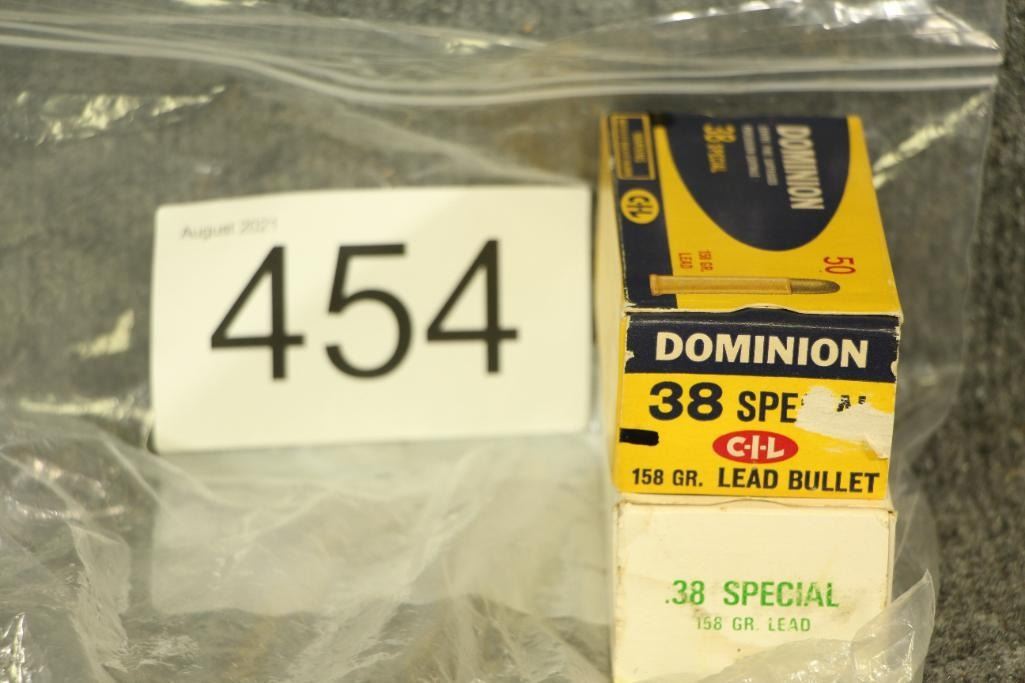 August 2021
454
DOMINION
38 SPECIAL
50
158 GR.
LEAD
C-I-L
DOMINION
38 SPE AL
C-I-L
158 GR. LEAD BULLET
.38 SPECIAL
158 GR. LEAD